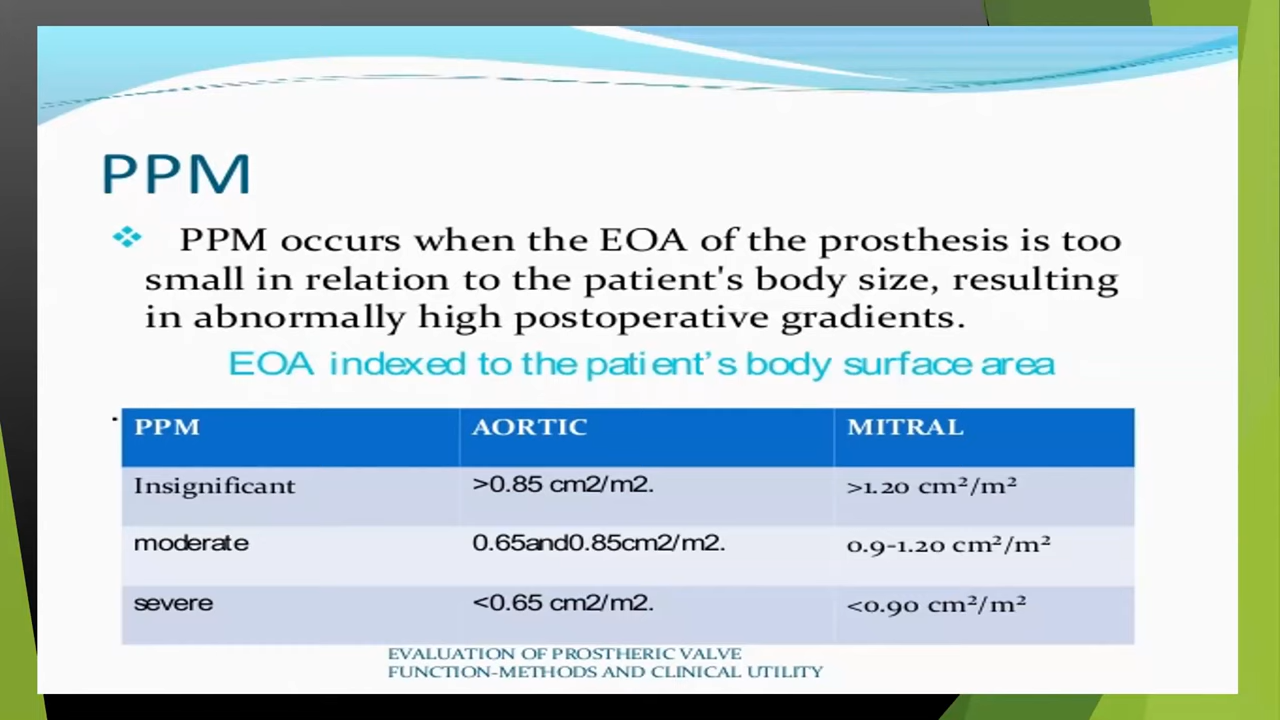 PPM
PPM occurs when the EOA of the prosthesis is too
small in relation to the patient's body size, resulting
in abnormally high postoperative gradients.
EOA indexed to the patient's body surface area
PPM AORTIC MITRAL
Insignificant >0.85 cm2/m2. >1.20 cm²/m²
moderate 0.65and0.85cm2/m2. 0.9-1.20 cm²/m²
severe <0.65 cm2/m2. <0.90 cm²/m²
EVALUATION OF PROSTHERIC VALVE
FUNCTION-METHODS AND CLINICAL UTILITY